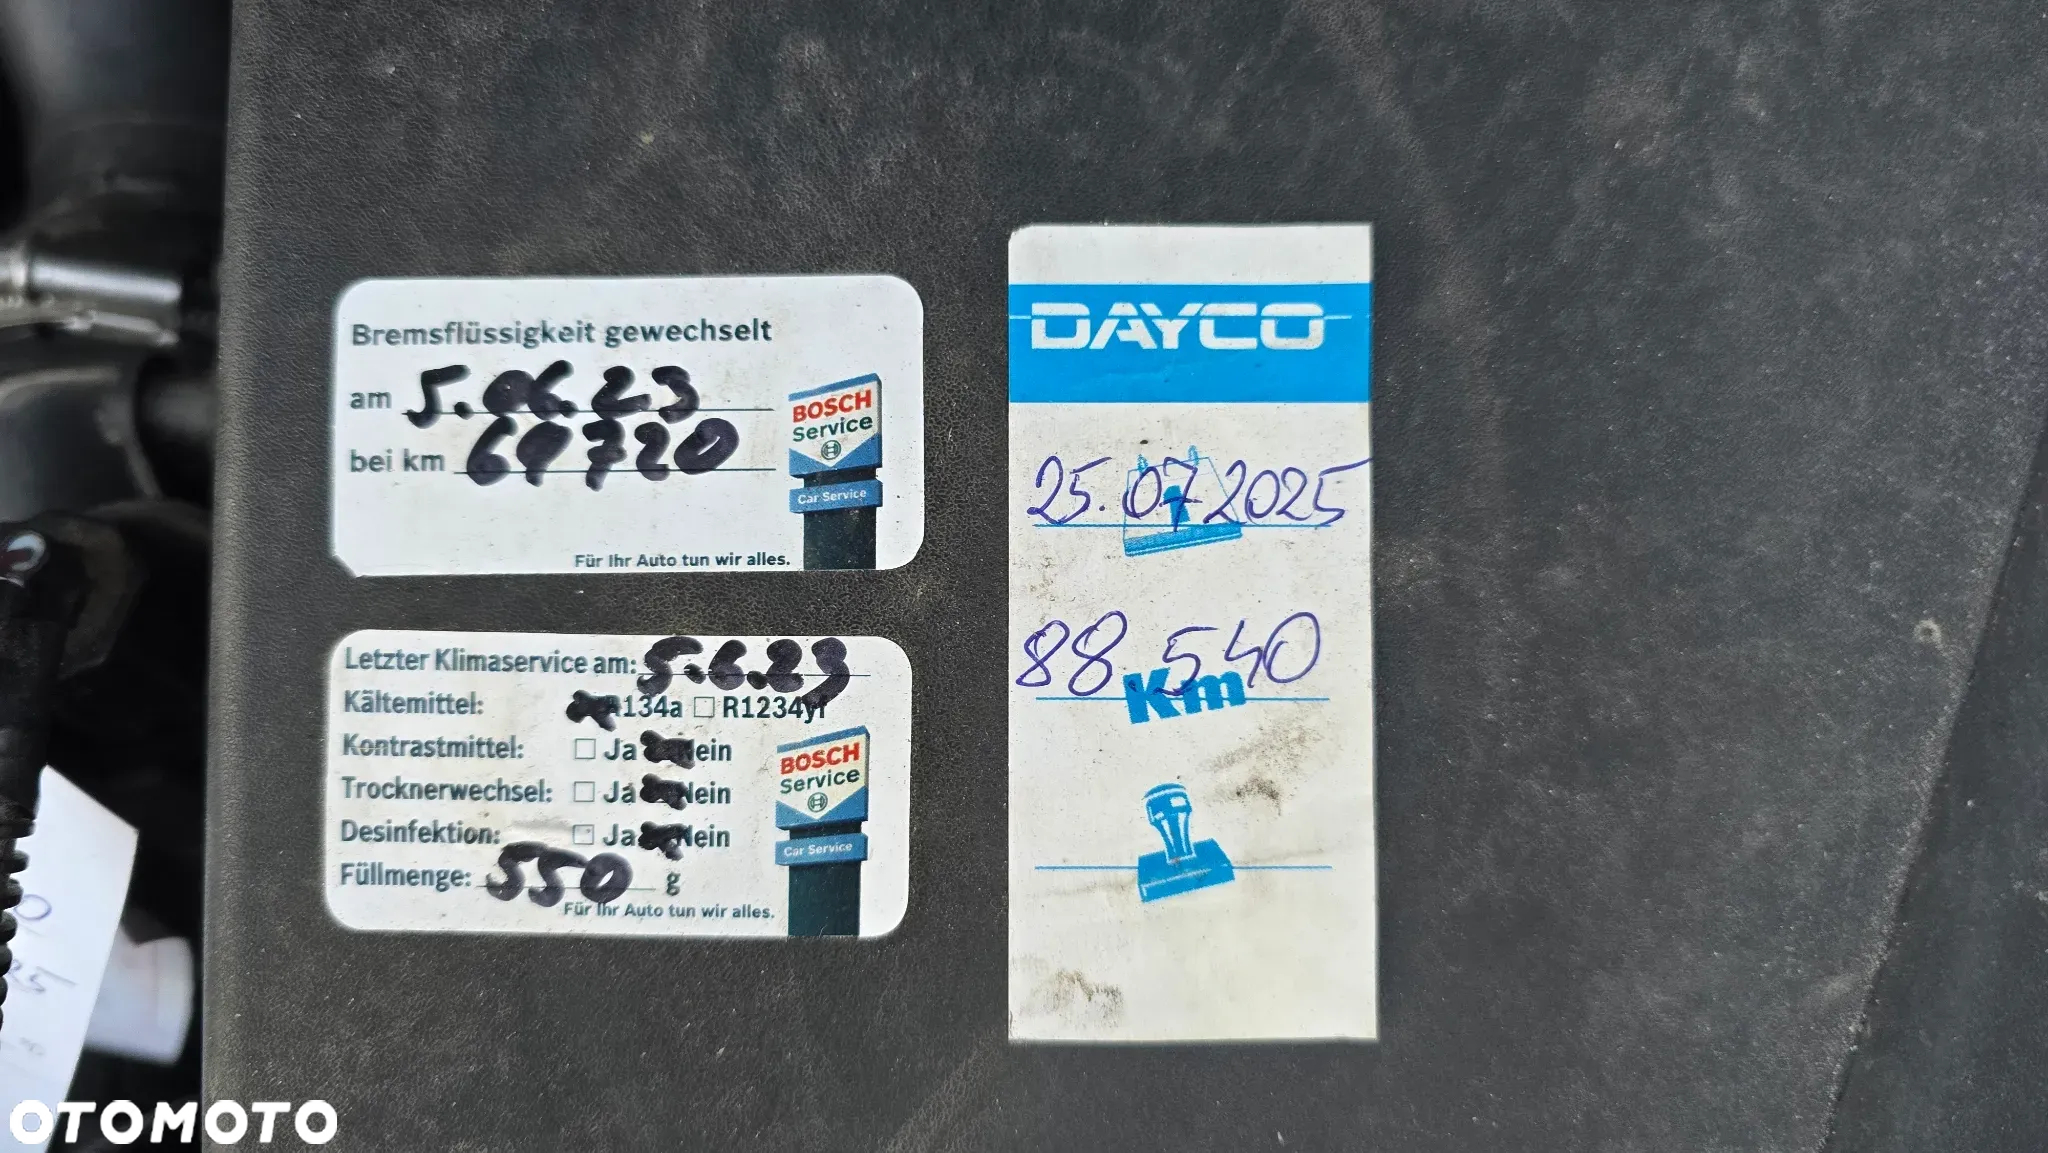 Bremsflüssigkeit gewechselt
am 5.06.23
bei km 69720
BOSCH
Service
Car Service
Für Ihr Auto tun wir alles.
Letzter Klimaservice am: 5.6.23
Kältemittel: R134a R1234yf
Kontrastmittel: Ja Nein
Trocknerwechsel: Ja Nein
Desinfektion: Ja Nein
Füllmenge: 550 g
BOSCH
Service
Car Service
Für Ihr Auto tun wir alles.
DAYCO
25.07 2025
88.540
Km
OTOMOTO